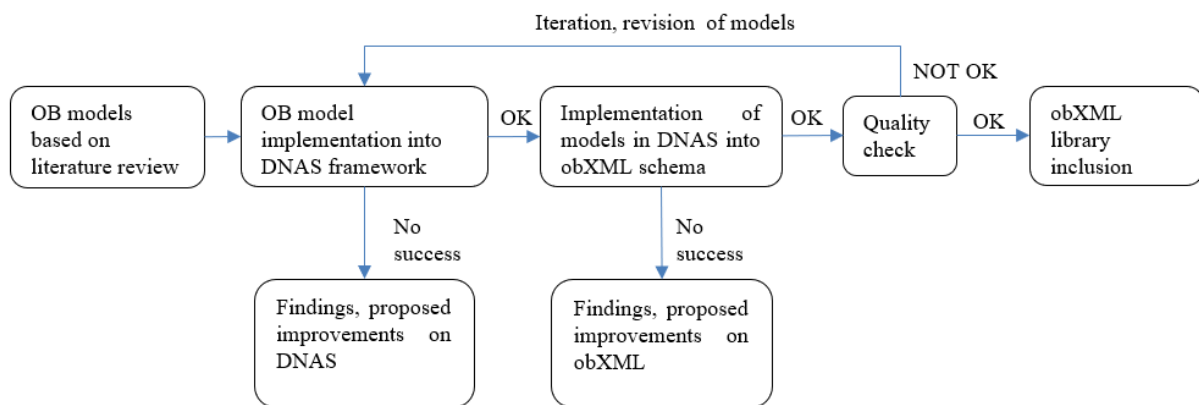 Iteration, revision of models
NOT OK
OB models
based on
literature review
OB model
implementation into
DNAS framework
OK
Implementation of
models in DNAS into
obXML schema
OK
Quality
check
OK
obXML
library
inclusion
No
success
No
success
Findings, proposed
improvements on
DNAS
Findings, proposed
improvements on
obXML